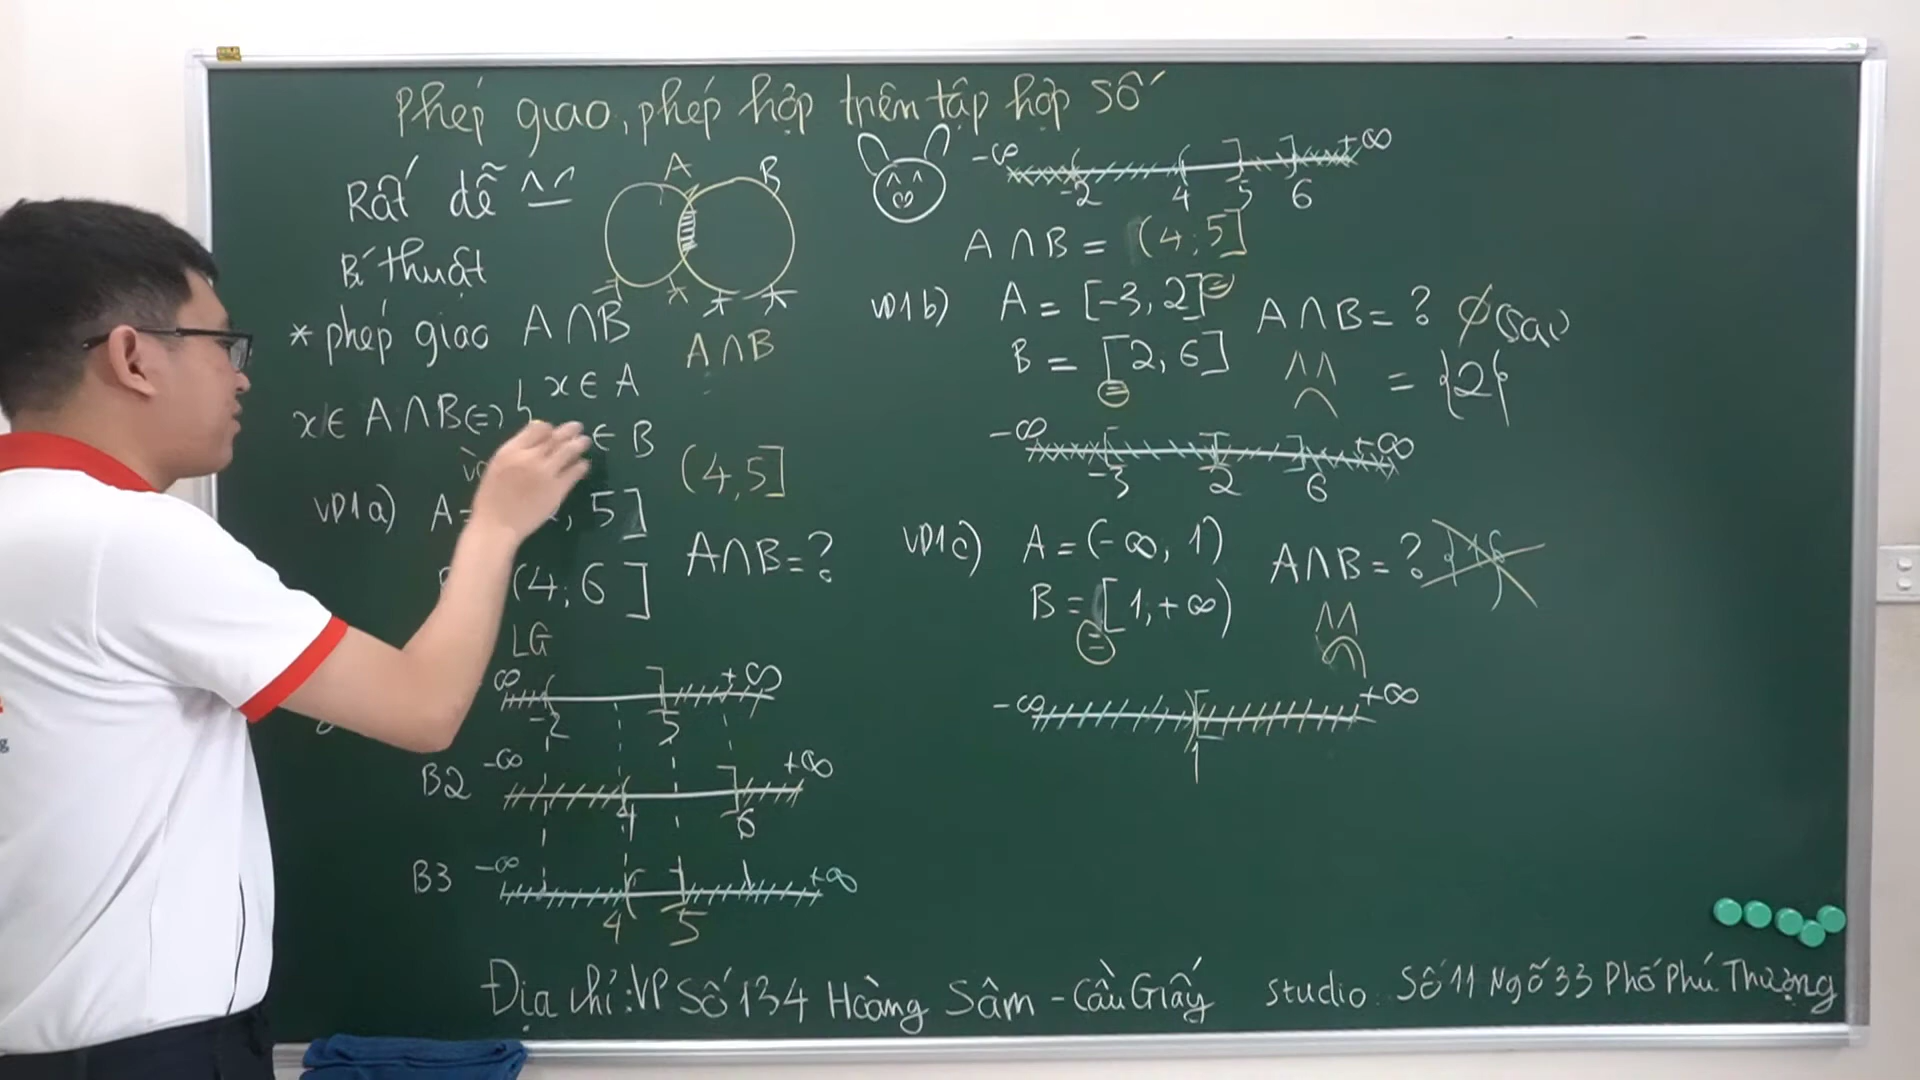 Phép giao, phép hợp trên tập hợp số
Rất dễ
Bí thuật
A B
* phép giao A ∩ B
A ∩ B
x ∈ A ∩ B ⇔ { x ∈ A
∈ B
(4, 5]
VD1a) A = , 5]
(4; 6]
A ∩ B = ?
LG
∞ -2 5 +∞
B2 -∞ 4 6 +∞
B3 -∞ 4 5 +∞
-∞ -2 4 5 6 +∞
A ∩ B = (4; 5]
VD1b) A = [-3, 2] A ∩ B = ? ∅ (sai)
B = [2, 6] = {2}
-∞ -3 2 6 +∞
VD1c) A = (-∞, 1) A ∩ B = ? {1}
B = [1; +∞)
-∞ 1 +∞
Địa chỉ: VP Số 134 Hoàng Sâm - Cầu Giấy studio: Số 11 Ngõ 33 Phố Phú Thượng